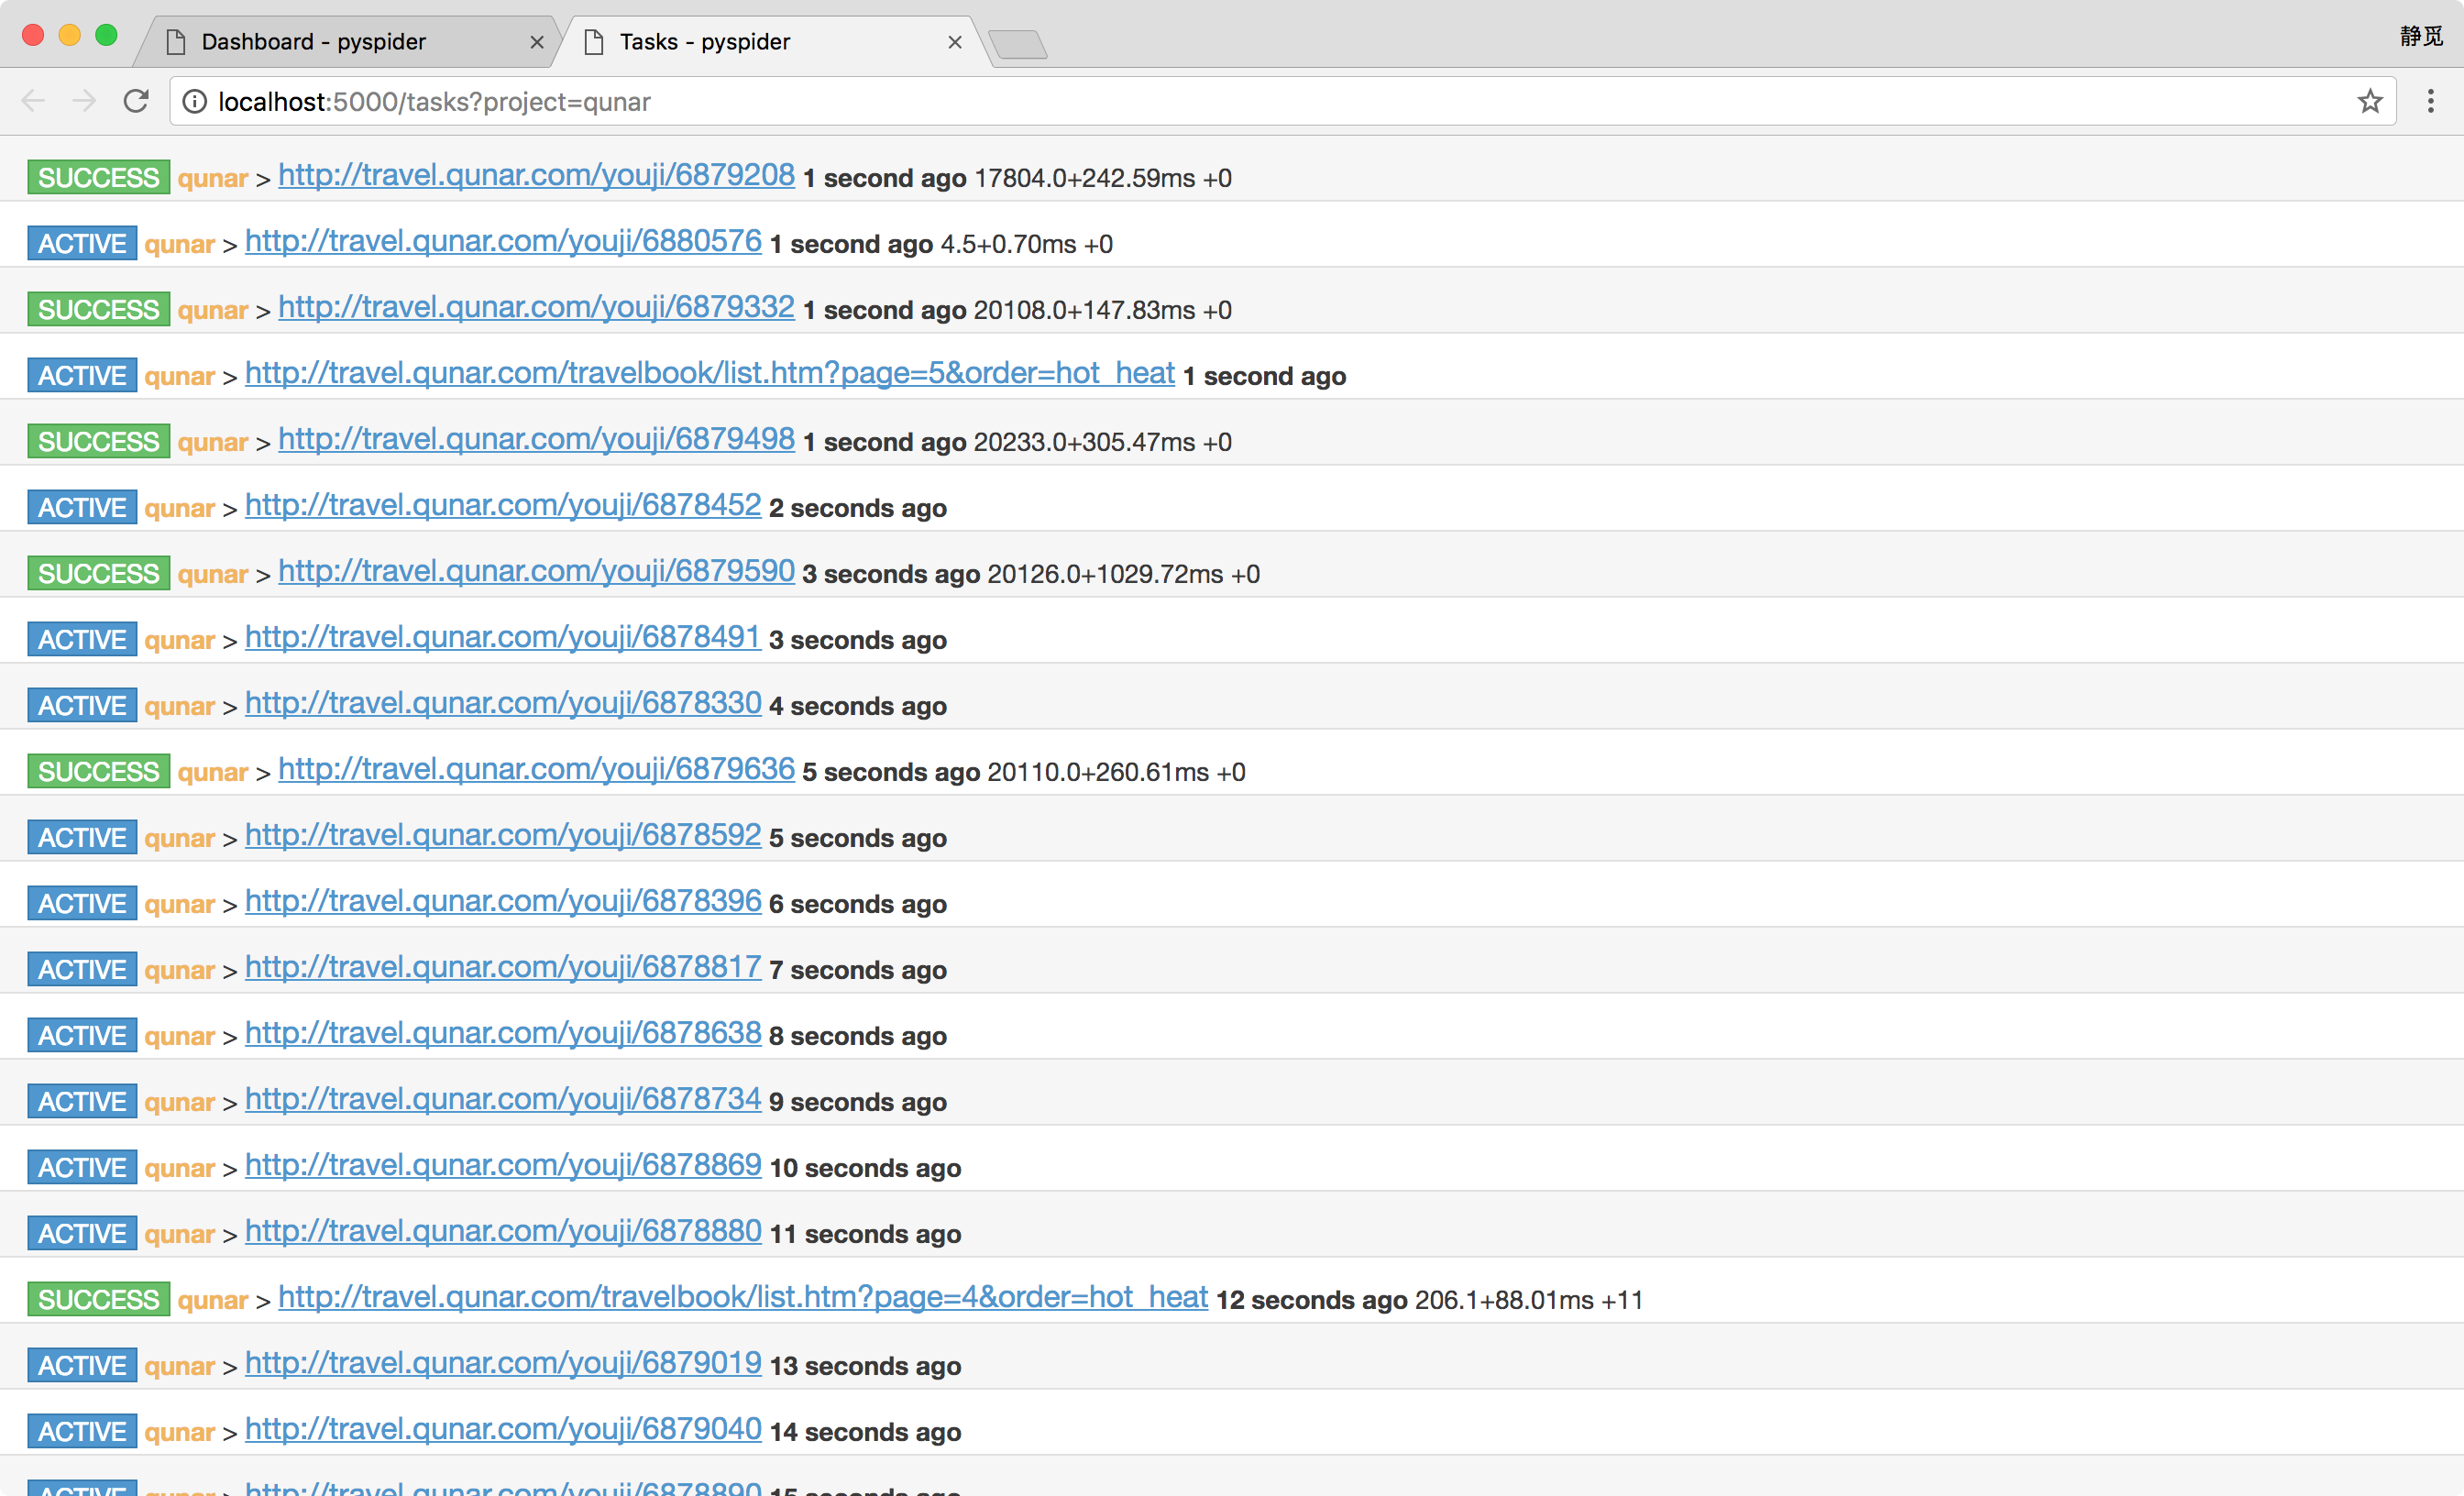 Dashboard - pyspider
Tasks - pyspider
静觅
localhost:5000/tasks?project=qunar
SUCCESS qunar > http://travel.qunar.com/youji/6879208 1 second ago 17804.0+242.59ms +0
ACTIVE qunar > http://travel.qunar.com/youji/6880576 1 second ago 4.5+0.70ms +0
SUCCESS qunar > http://travel.qunar.com/youji/6879332 1 second ago 20108.0+147.83ms +0
ACTIVE qunar > http://travel.qunar.com/travelbook/list.htm?page=5&order=hot_heat 1 second ago
SUCCESS qunar > http://travel.qunar.com/youji/6879498 1 second ago 20233.0+305.47ms +0
ACTIVE qunar > http://travel.qunar.com/youji/6878452 2 seconds ago
SUCCESS qunar > http://travel.qunar.com/youji/6879590 3 seconds ago 20126.0+1029.72ms +0
ACTIVE qunar > http://travel.qunar.com/youji/6878491 3 seconds ago
ACTIVE qunar > http://travel.qunar.com/youji/6878330 4 seconds ago
SUCCESS qunar > http://travel.qunar.com/youji/6879636 5 seconds ago 20110.0+260.61ms +0
ACTIVE qunar > http://travel.qunar.com/youji/6878592 5 seconds ago
ACTIVE qunar > http://travel.qunar.com/youji/6878396 6 seconds ago
ACTIVE qunar > http://travel.qunar.com/youji/6878817 7 seconds ago
ACTIVE qunar > http://travel.qunar.com/youji/6878638 8 seconds ago
ACTIVE qunar > http://travel.qunar.com/youji/6878734 9 seconds ago
ACTIVE qunar > http://travel.qunar.com/youji/6878869 10 seconds ago
ACTIVE qunar > http://travel.qunar.com/youji/6878880 11 seconds ago
SUCCESS qunar > http://travel.qunar.com/travelbook/list.htm?page=4&order=hot_heat 12 seconds ago 206.1+88.01ms +11
ACTIVE qunar > http://travel.qunar.com/youji/6879019 13 seconds ago
ACTIVE qunar > http://travel.qunar.com/youji/6879040 14 seconds ago
ACTIVE qunar > http://travel.qunar.com/youji/6878890 15 seconds ago